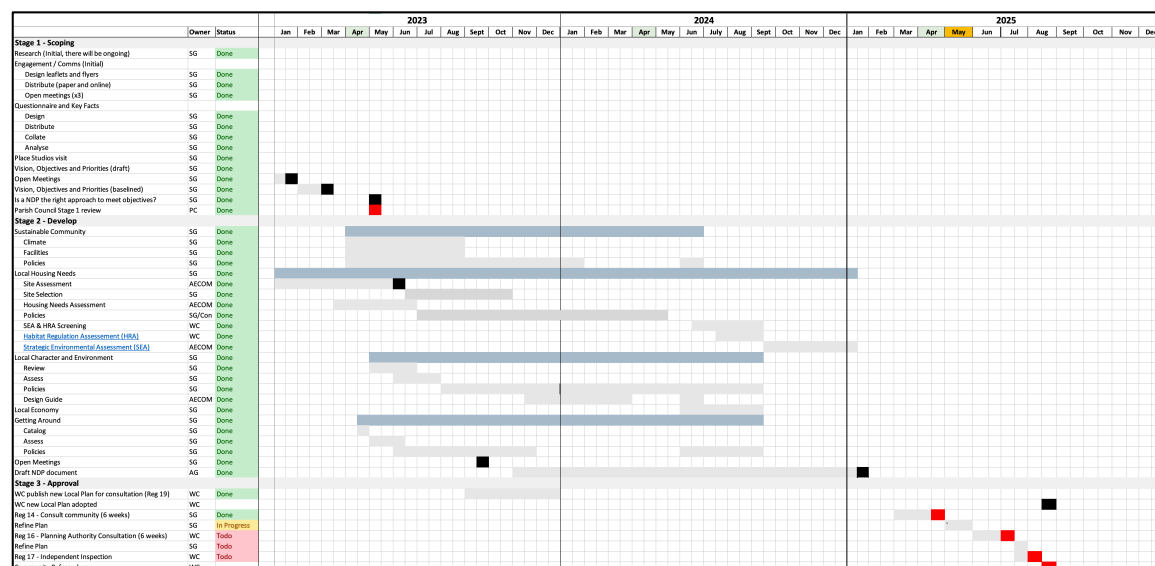 2023 2024 2025
Owner Status Jan Feb Mar Apr May Jun Jul Aug Sept Oct Nov Dec Jan Feb Mar Apr May Jun July Aug Sept Oct Nov Dec Jan Feb Mar Apr May Jun Jul Aug Sept Oct Nov
Stage 1 - Scoping
Research (Initial, there will be ongoing) SG Done
Engagement / Comms (Initial)
Design leaflets and flyers SG Done
Distribute (paper and online) SG Done
Open meetings (x3) SG Done
Questionnaire and Key Facts
Design SG Done
Distribute SG Done
Collate SG Done
Analyse SG Done
Place Studios visit SG Done
Vision, Objectives and Priorities (draft) SG Done
Open Meetings SG Done
Vision, Objectives and Priorities (baselined) SG Done
Is a NDP the right approach to meet objectives? SG Done
Parish Council Stage 1 review PC Done
Stage 2 - Develop
Sustainable Community SG Done
Climate SG Done
Facilities SG Done
Policies SG Done
Local Housing Needs SG Done
Site Assessment AECOM Done
Site Selection SG Done
Housing Needs Assessment AECOM Done
Policies SG/Con Done
SEA & HRA Screening WC Done
Habitat Regulation Assessement (HRA) WC Done
Strategic Environmental Assessment (SEA) AECOM Done
Local Character and Environment SG Done
Review SG Done
Assess SG Done
Policies SG Done
Design Guide AECOM Done
Local Economy SG Done
Getting Around SG Done
Catalog SG Done
Assess SG Done
Policies SG Done
Open Meetings SG Done
Draft NDP document AG Done
Stage 3 - Approval
WC publish new Local Plan for consultation (Reg 19) WC Done
WC new Local Plan adopted WC
Reg 14 - Consult community (6 weeks) SG Done
Refine Plan SG In Progress
Reg 16 - Planning Authority Consultation (6 weeks) WC Todo
Refine Plan SG Todo
Reg 17 - Independent Inspection WC Todo